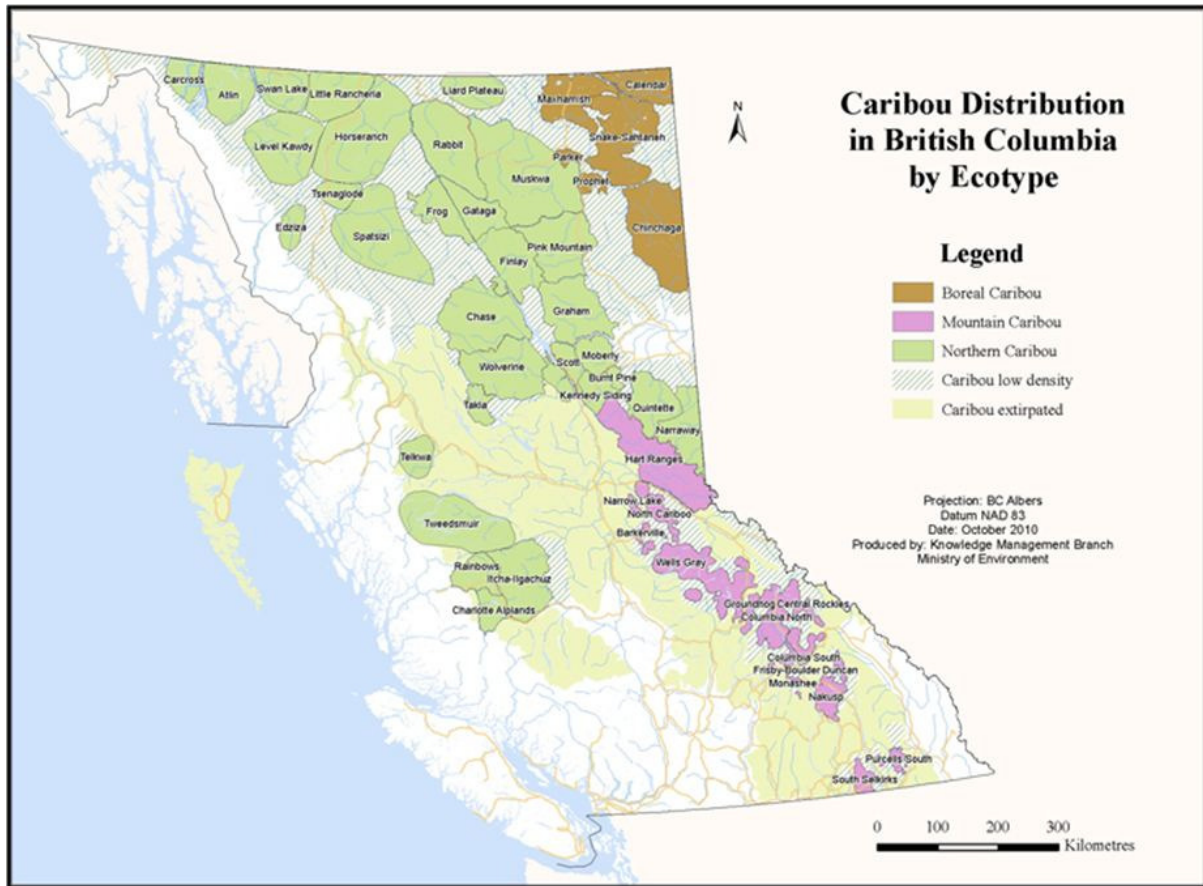 Caribou Distribution
in British Columbia
by Ecotype
N
Legend
Boreal Caribou
Mountain Caribou
Northern Caribou
Caribou low density
Caribou extirpated
Projection: BC Albers
Datum NAD 83
Date: October 2010
Produced by: Knowledge Management Branch
Ministry of Environment
0 100 200 300
Kilometres
Carcross
Atlin
Swan Lake
Little Rancheria
Liard Plateau
Maxhamish
Calendar
Level Kawdy
Horseranch
Rabbit
Snake-Sahtaneh
Parker
Prophet
Muskwa
Tsenaglode
Edziza
Spatsizi
Frog
Gataga
Chinchaga
Pink Mountain
Finlay
Chase
Graham
Wolverine
Scott
Moberly
Burnt Pine
Kennedy Siding
Takla
Quintette
Narraway
Telkwa
Hart Ranges
Tweedsmuir
Narrow Lake
North Cariboo
Barkerville
Wells Gray
Rainbows
Itcha-Ilgachuz
Charlotte Alplands
Groundhog
Central Rockies
Columbia North
Columbia South
Frisby-Boulder
Duncan
Monashee
Nakusp
Purcells South
South Selkirks